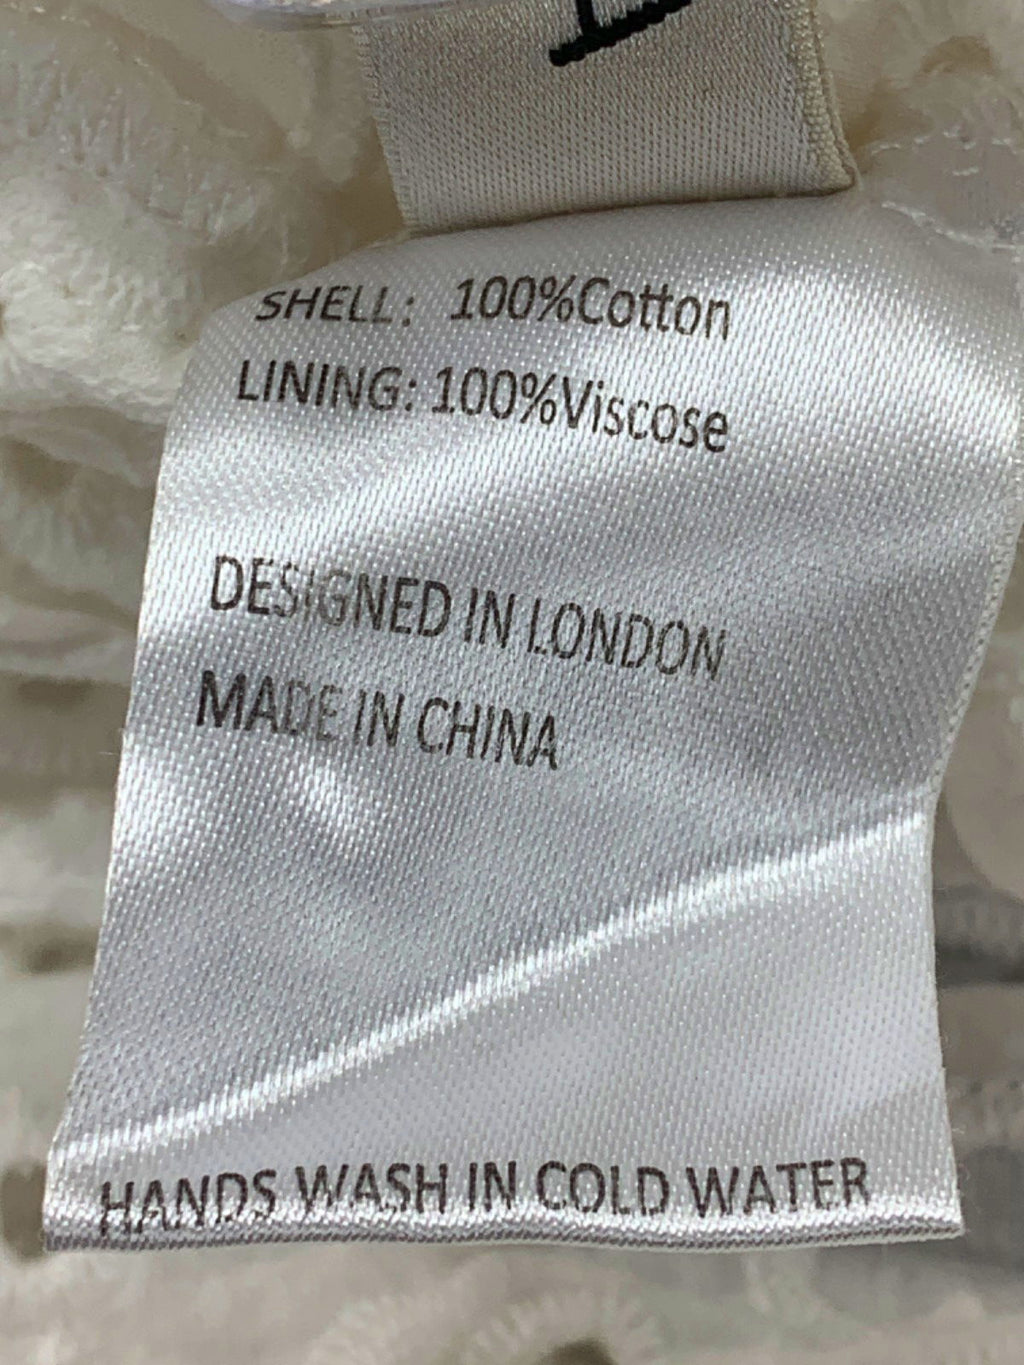 SHELL: 100%Cotton
LINING: 100%Viscose
DESIGNED IN LONDON
MADE IN CHINA
HANDS WASH IN COLD WATER